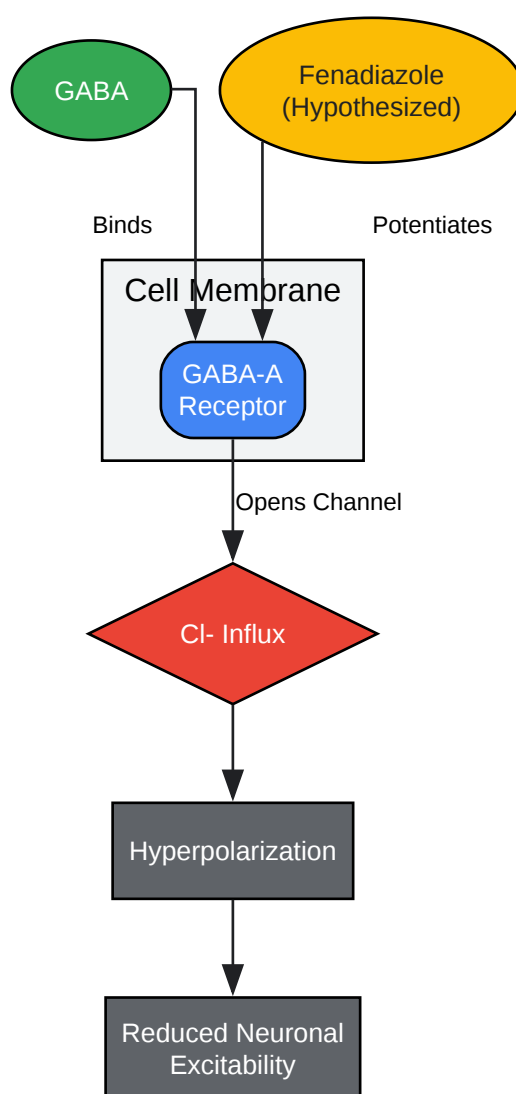 GABA
Fenadiazole
(Hypothesized)
Binds
Potentiates
Cell Membrane
GABA-A
Receptor
Opens Channel
Cl- Influx
Hyperpolarization
Reduced Neuronal
Excitability